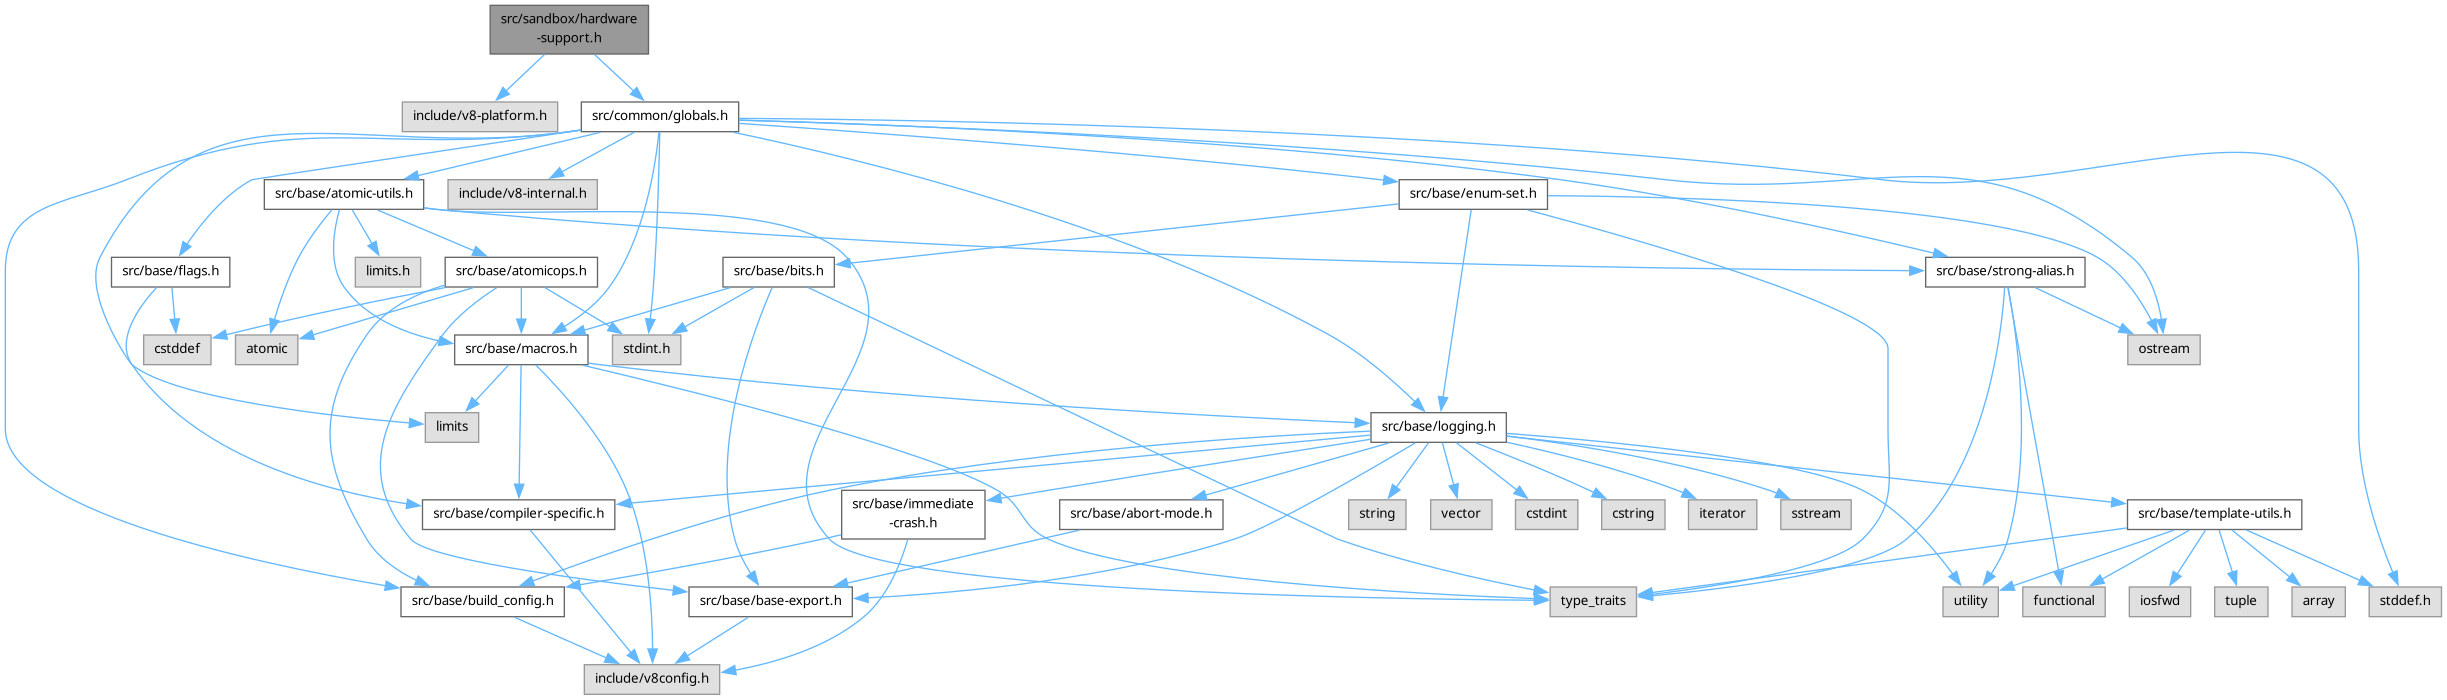 src/sandbox/hardware
-support.h
include/v8-platform.h
src/common/globals.h
src/base/atomic-utils.h
include/v8-internal.h
src/base/enum-set.h
src/base/flags.h
limits.h
src/base/atomicops.h
src/base/bits.h
src/base/strong-alias.h
cstddef
atomic
src/base/macros.h
stdint.h
ostream
limits
src/base/logging.h
src/base/compiler-specific.h
src/base/immediate
-crash.h
src/base/abort-mode.h
string
vector
cstdint
cstring
iterator
sstream
src/base/template-utils.h
src/base/build_config.h
src/base/base-export.h
type_traits
utility
functional
iosfwd
tuple
array
stddef.h
include/v8config.h